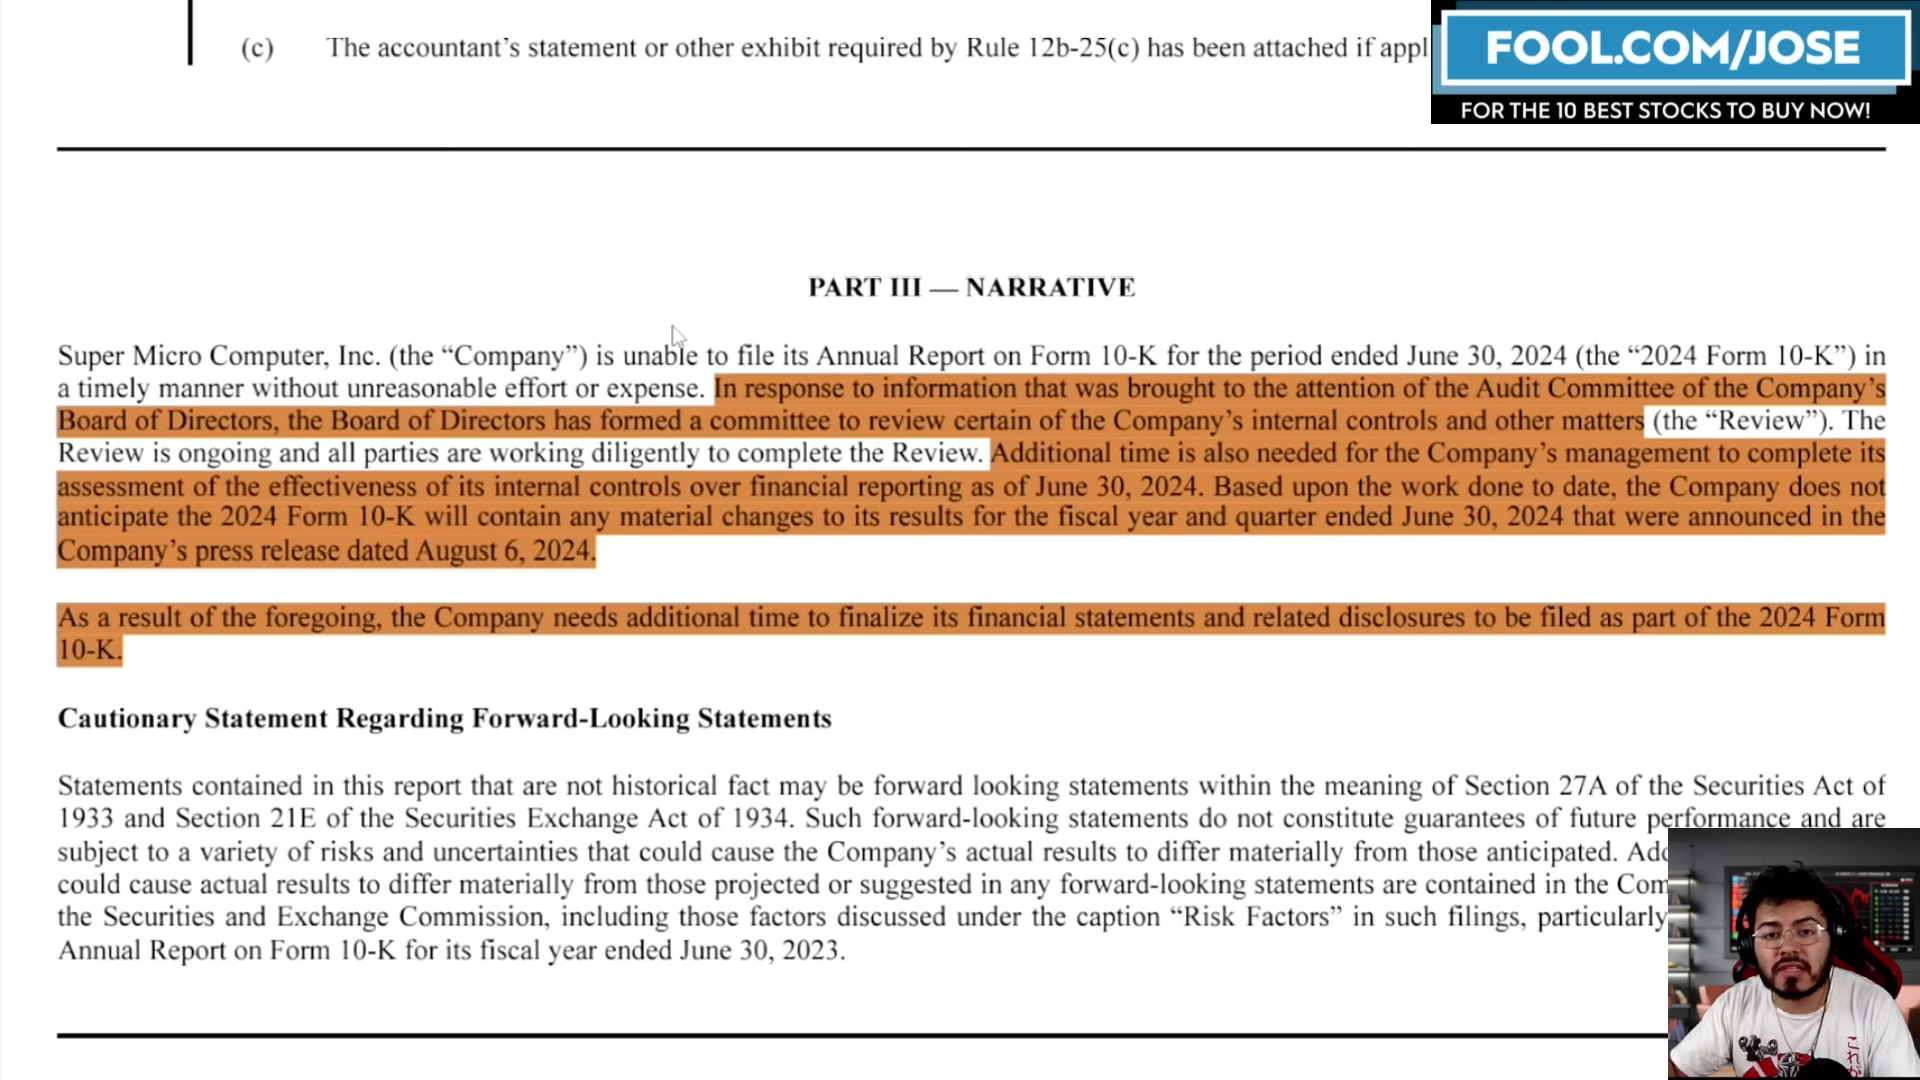 (c) The accountant’s statement or other exhibit required by Rule 12b-25(c) has been attached if appl
FOOL.COM/JOSE
FOR THE 10 BEST STOCKS TO BUY NOW!
PART III — NARRATIVE
Super Micro Computer, Inc. (the “Company”) is unable to file its Annual Report on Form 10-K for the period ended June 30, 2024 (the “2024 Form 10-K”) in
a timely manner without unreasonable effort or expense. In response to information that was brought to the attention of the Audit Committee of the Company’s
Board of Directors, the Board of Directors has formed a committee to review certain of the Company’s internal controls and other matters (the “Review”). The
Review is ongoing and all parties are working diligently to complete the Review. Additional time is also needed for the Company’s management to complete its
assessment of the effectiveness of its internal controls over financial reporting as of June 30, 2024. Based upon the work done to date, the Company does not
anticipate the 2024 Form 10-K will contain any material changes to its results for the fiscal year and quarter ended June 30, 2024 that were announced in the
Company’s press release dated August 6, 2024.
As a result of the foregoing, the Company needs additional time to finalize its financial statements and related disclosures to be filed as part of the 2024 Form
10-K.
Cautionary Statement Regarding Forward-Looking Statements
Statements contained in this report that are not historical fact may be forward looking statements within the meaning of Section 27A of the Securities Act of
1933 and Section 21E of the Securities Exchange Act of 1934. Such forward-looking statements do not constitute guarantees of future performance and are
subject to a variety of risks and uncertainties that could cause the Company’s actual results to differ materially from those anticipated. Adc
could cause actual results to differ materially from those projected or suggested in any forward-looking statements are contained in the Com
the Securities and Exchange Commission, including those factors discussed under the caption “Risk Factors” in such filings, particularly
Annual Report on Form 10-K for its fiscal year ended June 30, 2023.